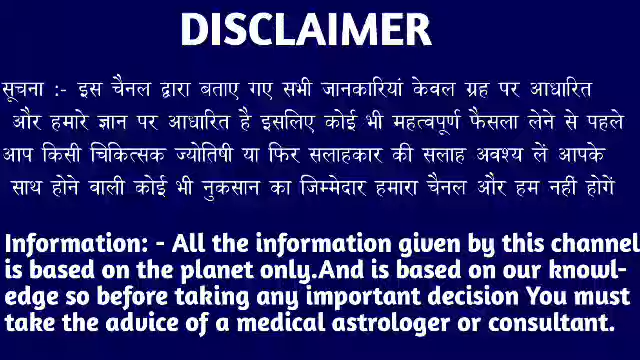 DISCLAIMER
सूचना :- इस चैनल द्वारा बताए गए सभी जानकारियां केवल ग्रह पर आधारित
और हमारे ज्ञान पर आधारित है इसलिए कोई भी महत्वपूर्ण फैसला लेने से पहले
आप किसी चिकित्सक ज्योतिषी या फिर सलाहकार की सलाह अवश्य लें आपके
साथ होने वाली कोई भी नुकसान का जिम्मेदार हमारा चैनल और हम नहीं होगें
Information: - All the information given by this channel
is based on the planet only.And is based on our knowl-
edge so before taking any important decision You must
take the advice of a medical astrologer or consultant.